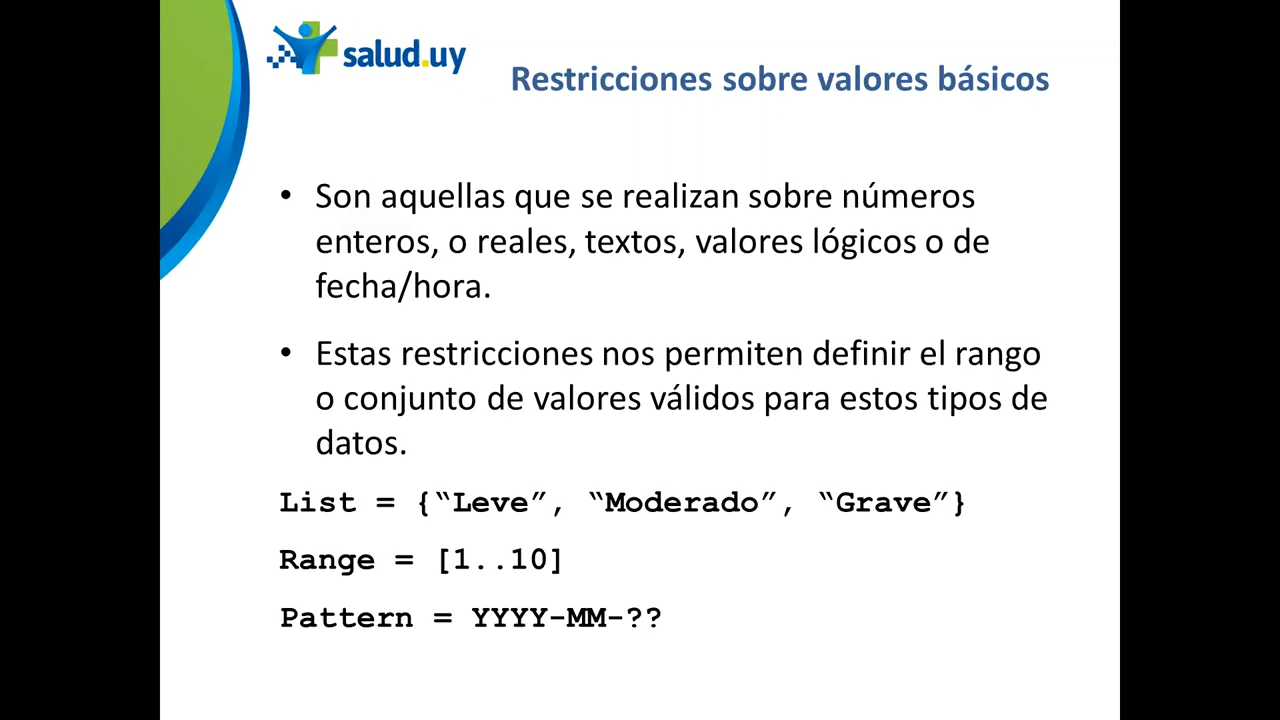 salud.uy
Restricciones sobre valores básicos
• Son aquellas que se realizan sobre números
enteros, o reales, textos, valores lógicos o de
fecha/hora.
• Estas restricciones nos permiten definir el rango
o conjunto de valores válidos para estos tipos de
datos.
List = {“Leve”, “Moderado”, “Grave”}
Range = [1..10]
Pattern = YYYY-MM-??